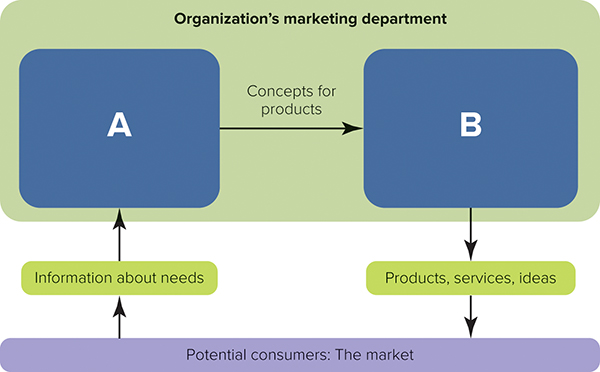 Organization's marketing department
A
Concepts for
products
B
Information about needs
Products, services, ideas
Potential consumers: The market